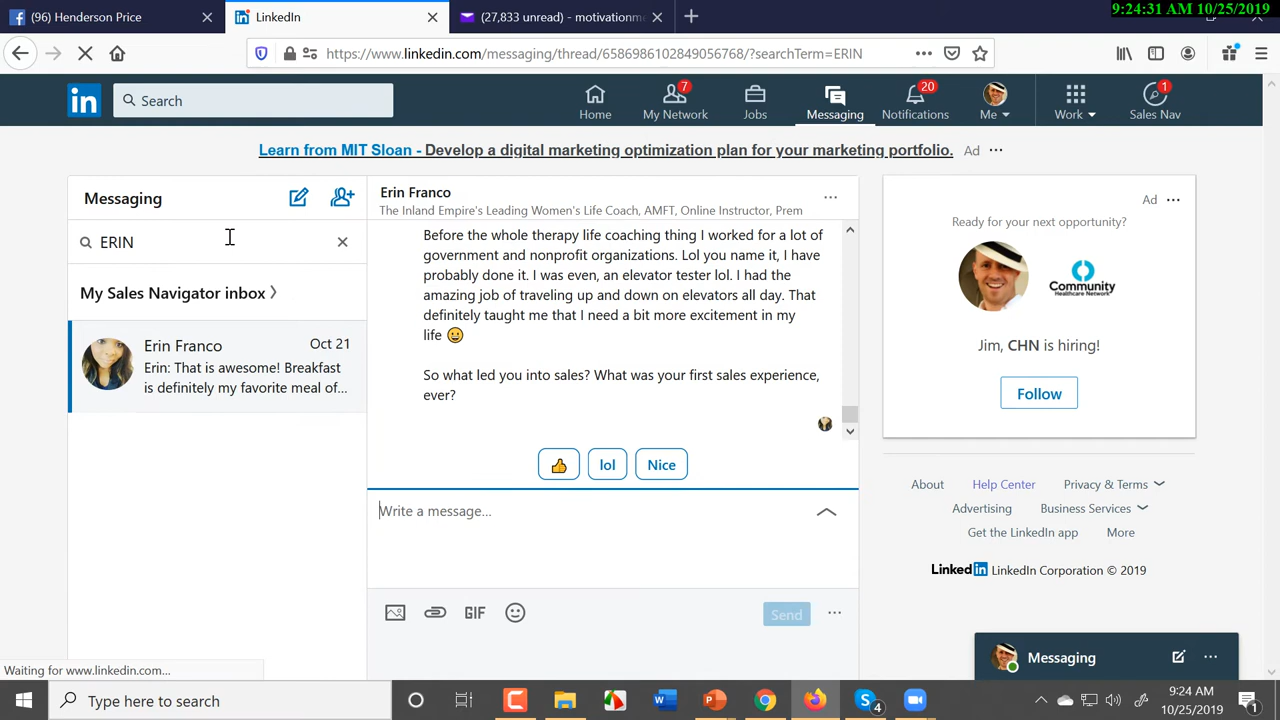 9:24:31 AM 10/25/2019
(96) Henderson Price
LinkedIn
(27,833 unread) - motivationme
https://www.linkedin.com/messaging/thread/6586986102849056768/?searchTerm=ERIN
in
Search
Home
7
My Network
Jobs
Messaging
20
Notifications
Me
Work
1
Sales Nav
Learn from MIT Sloan - Develop a digital marketing optimization plan for your marketing portfolio.
Ad
Messaging
ERIN
My Sales Navigator inbox
Erin Franco
Oct 21
Erin: That is awesome! Breakfast
is definitely my favorite meal of...
Erin Franco
The Inland Empire's Leading Women's Life Coach, AMFT, Online Instructor, Prem
Before the whole therapy life coaching thing I worked for a lot of
government and nonprofit organizations. Lol you name it, I have
probably done it. I was even, an elevator tester lol. I had the
amazing job of traveling up and down on elevators all day. That
definitely taught me that I need a bit more excitement in my
life
So what led you into sales? What was your first sales experience,
ever?
lol
Nice
Write a message...
GIF
Send
Ad
Ready for your next opportunity?
Community
Healthcare Network
Jim, CHN is hiring!
Follow
About
Help Center
Privacy & Terms
Advertising
Business Services
Get the LinkedIn app
More
LinkedIn LinkedIn Corporation © 2019
Messaging
Waiting for www.linkedin.com...
Type here to search
4
9:24 AM
10/25/2019
1